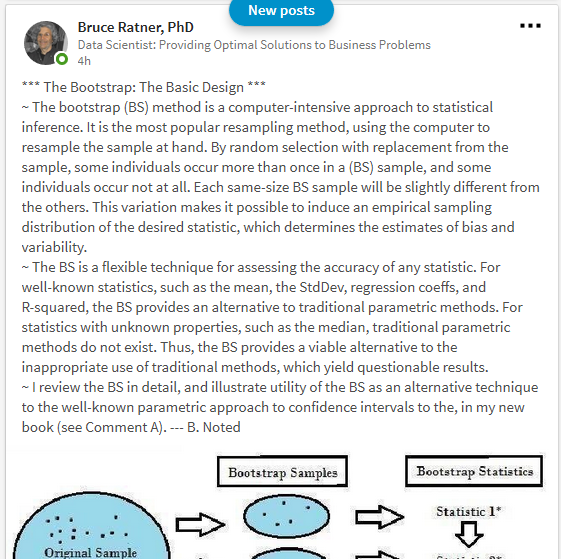 New posts
Bruce Ratner, PhD
Data Scientist: Providing Optimal Solutions to Business Problems
4h
*** The Bootstrap: The Basic Design ***
~ The bootstrap (BS) method is a computer-intensive approach to statistical
inference. It is the most popular resampling method, using the computer to
resample the sample at hand. By random selection with replacement from the
sample, some individuals occur more than once in a (BS) sample, and some
individuals occur not at all. Each same-size BS sample will be slightly different from
the others. This variation makes it possible to induce an empirical sampling
distribution of the desired statistic, which determines the estimates of bias and
variability.
~ The BS is a flexible technique for assessing the accuracy of any statistic. For
well-known statistics, such as the mean, the StdDev, regression coeffs, and
R-squared, the BS provides an alternative to traditional parametric methods. For
statistics with unknown properties, such as the median, traditional parametric
methods do not exist. Thus, the BS provides a viable alternative to the
inappropriate use of traditional methods, which yield questionable results.
~ I review the BS in detail, and illustrate utility of the BS as an alternative technique
to the well-known parametric approach to confidence intervals to the, in my new
book (see Comment A). --- B. Noted
Bootstrap Samples
Bootstrap Statistics
Statistic 1*
Original Sample